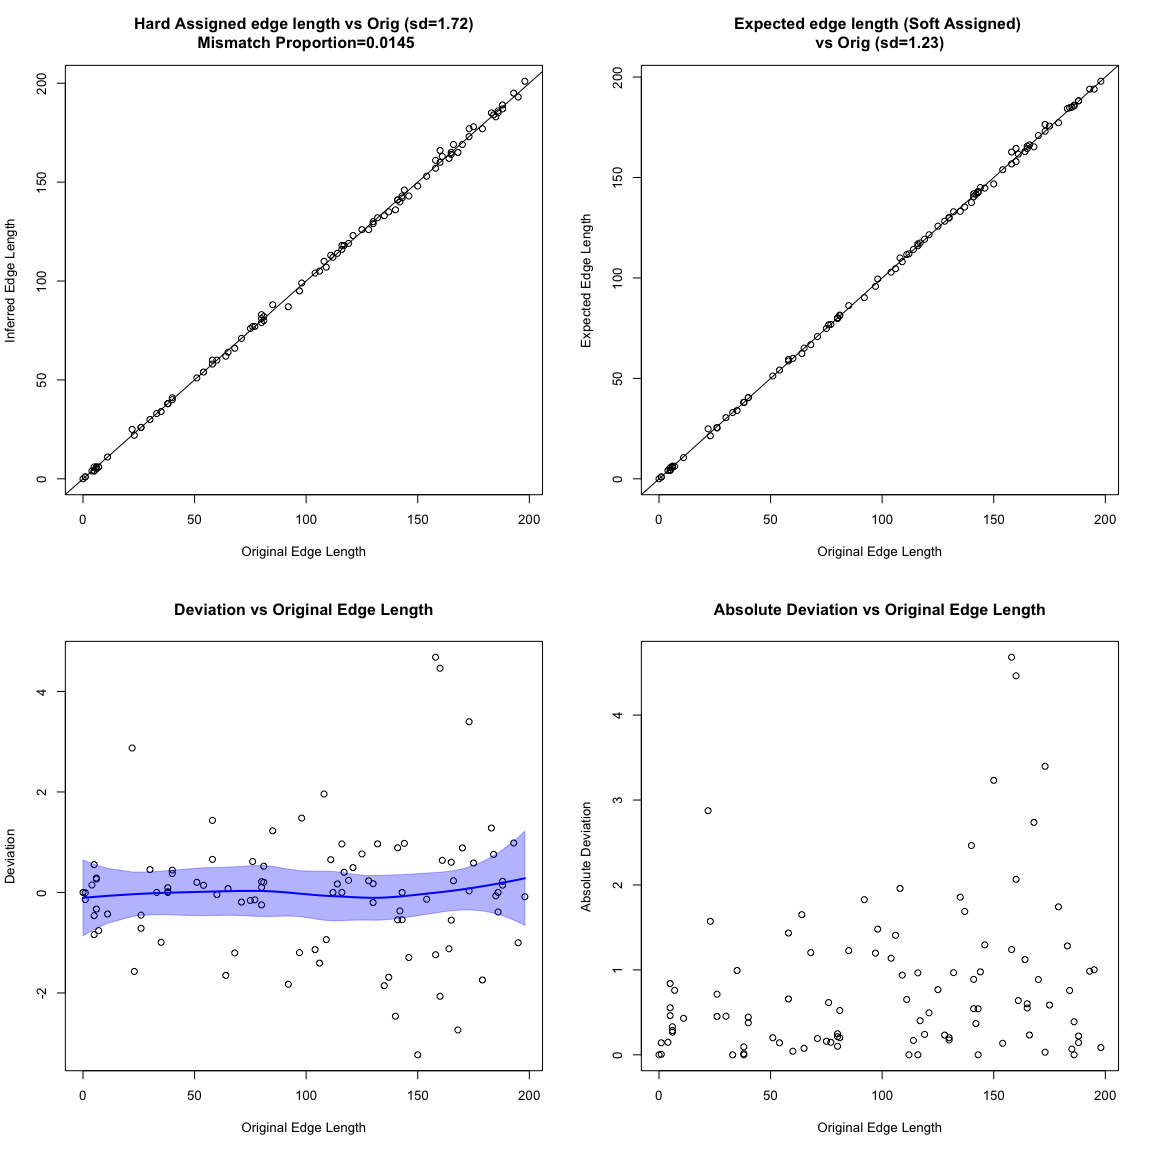 Hard Assigned edge length vs Orig (sd=1.72)
Mismatch Proportion=0.0145
Inferred Edge Length
0
50
100
150
200
0
50
100
150
200
Original Edge Length
Expected edge length (Soft Assigned)
vs Orig (sd=1.23)
Expected Edge Length
0
50
100
150
200
0
50
100
150
200
Original Edge Length
Deviation vs Original Edge Length
Deviation
-2
0
2
4
0
50
100
150
200
Original Edge Length
Absolute Deviation vs Original Edge Length
Absolute Deviation
0
1
2
3
4
0
50
100
150
200
Original Edge Length